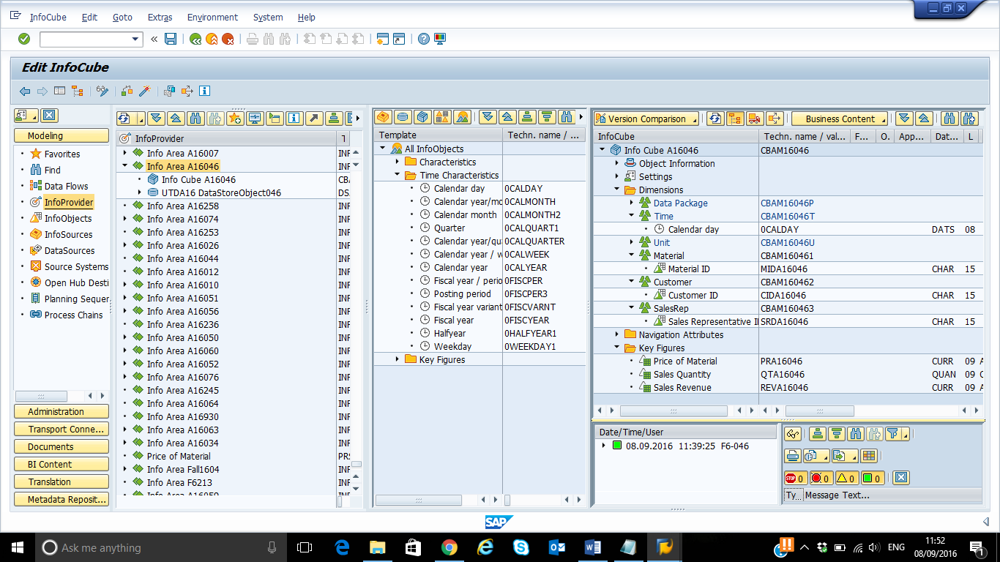 InfoCube Edit Goto Extras Environment System Help
Edit InfoCube
Modeling
Favorites
Find
Data Flows
InfoProvider
InfoObjects
InfoSources
DataSources
Source Systems
Open Hub Desti
Planning Sequer
Process Chains
Administration
Transport Conne...
Documents
BI Content
Translation
Metadata Reposit...
InfoProvider T
Info Area A16007 INF
Info Area A16046 INF
Info Cube A16046 CBA
UTDA16 DataStoreObject046 DS
Info Area A16258 INF
Info Area A16074 INF
Info Area A16253 INF
Info Area A16026 INF
Info Area A16044 INF
Info Area A16012 INF
Info Area A16010 INF
Info Area A16051 INF
Info Area A16056 INF
Info Area A16236 INF
Info Area A16050 INF
Info Area A16060 INF
Info Area A16052 INF
Info Area A16076 INF
Info Area A16245 INF
Info Area A16064 INF
Info Area A16930 INF
Info Area A16063 INF
Info Area A16034 INF
Price of Material PRS
Info Area Fall1604 INF
Info Area F6213 INF
Info Area A16059 INF
Template Techn. name / ...
All InfoObjects
Characteristics
Time Characteristics
Calendar day 0CALDAY
Calendar year/mo 0CALMONTH
Calendar month 0CALMONTH2
Quarter 0CALQUART1
Calendar year/qua 0CALQUARTER
Calendar year / w 0CALWEEK
Calendar year 0CALYEAR
Fiscal year / perio 0FISCPER
Posting period 0FISCPER3
Fiscal year variant 0FISCVARNT
Fiscal year 0FISCYEAR
Halfyear 0HALFYEAR1
Weekday 0WEEKDAY1
Key Figures
Version Comparison Business Content
InfoCube Techn. name / val... F... O. App... Dat... L
Info Cube A16046 CBAM16046
Object Information
Settings
Dimensions
Data Package CBAM16046P
Time CBAM16046T
Calendar day 0CALDAY DATS 08
Unit CBAM16046U
Material CBAM160461
Material ID MIDA16046 CHAR 15
Customer CBAM160462
Customer ID CIDA16046 CHAR 15
SalesRep CBAM160463
Sales Representative I SRDA16046 CHAR 15
Navigation Attributes
Key Figures
Price of Material PRA16046 CURR 09 A
Sales Quantity QTA16046 QUAN 09 C
Sales Revenue REVA16046 CURR 09 A
Date/Time/User
08.09.2016 11:39:25 F6-046
STOP 0 0 0 0
Ty... Message Text...
SAP
Ask me anything
ENG
11:52
08/09/2016
1